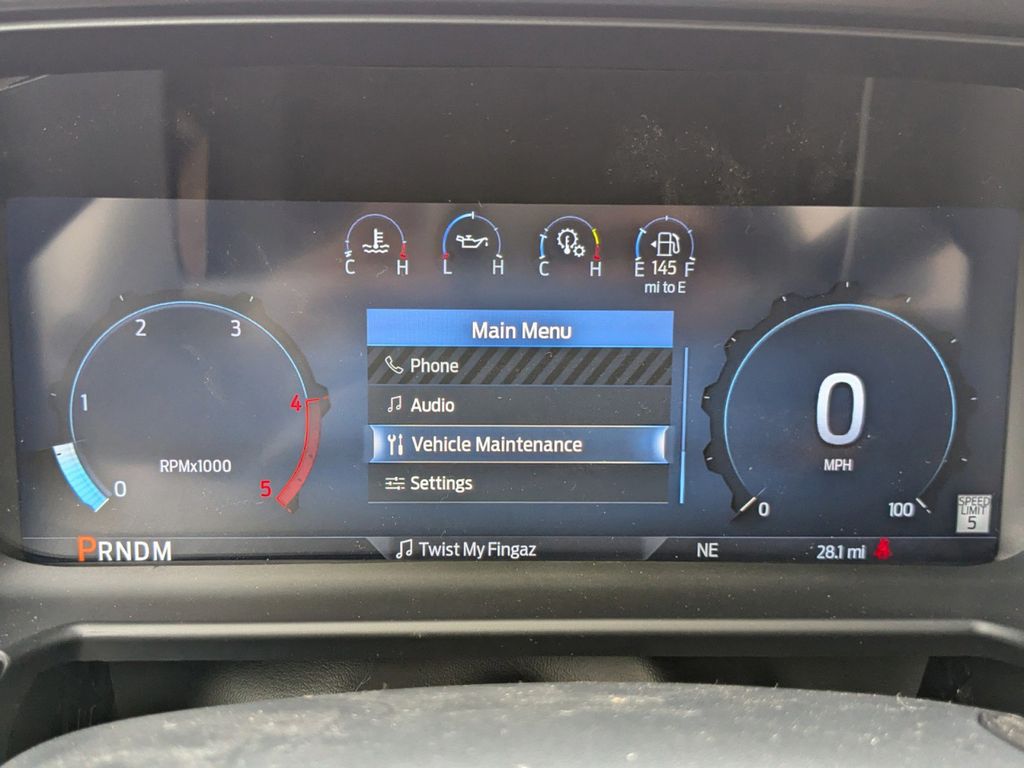 C H
L H
C H
E 145 F
mi to E
Main Menu
Phone
Audio
Vehicle Maintenance
Settings
0
1
2
3
4
5
RPMx1000
0
MPH
0
100
SPEED
LIMIT
5
PRNDM
Twist My Fingaz
NE
28.1 mi